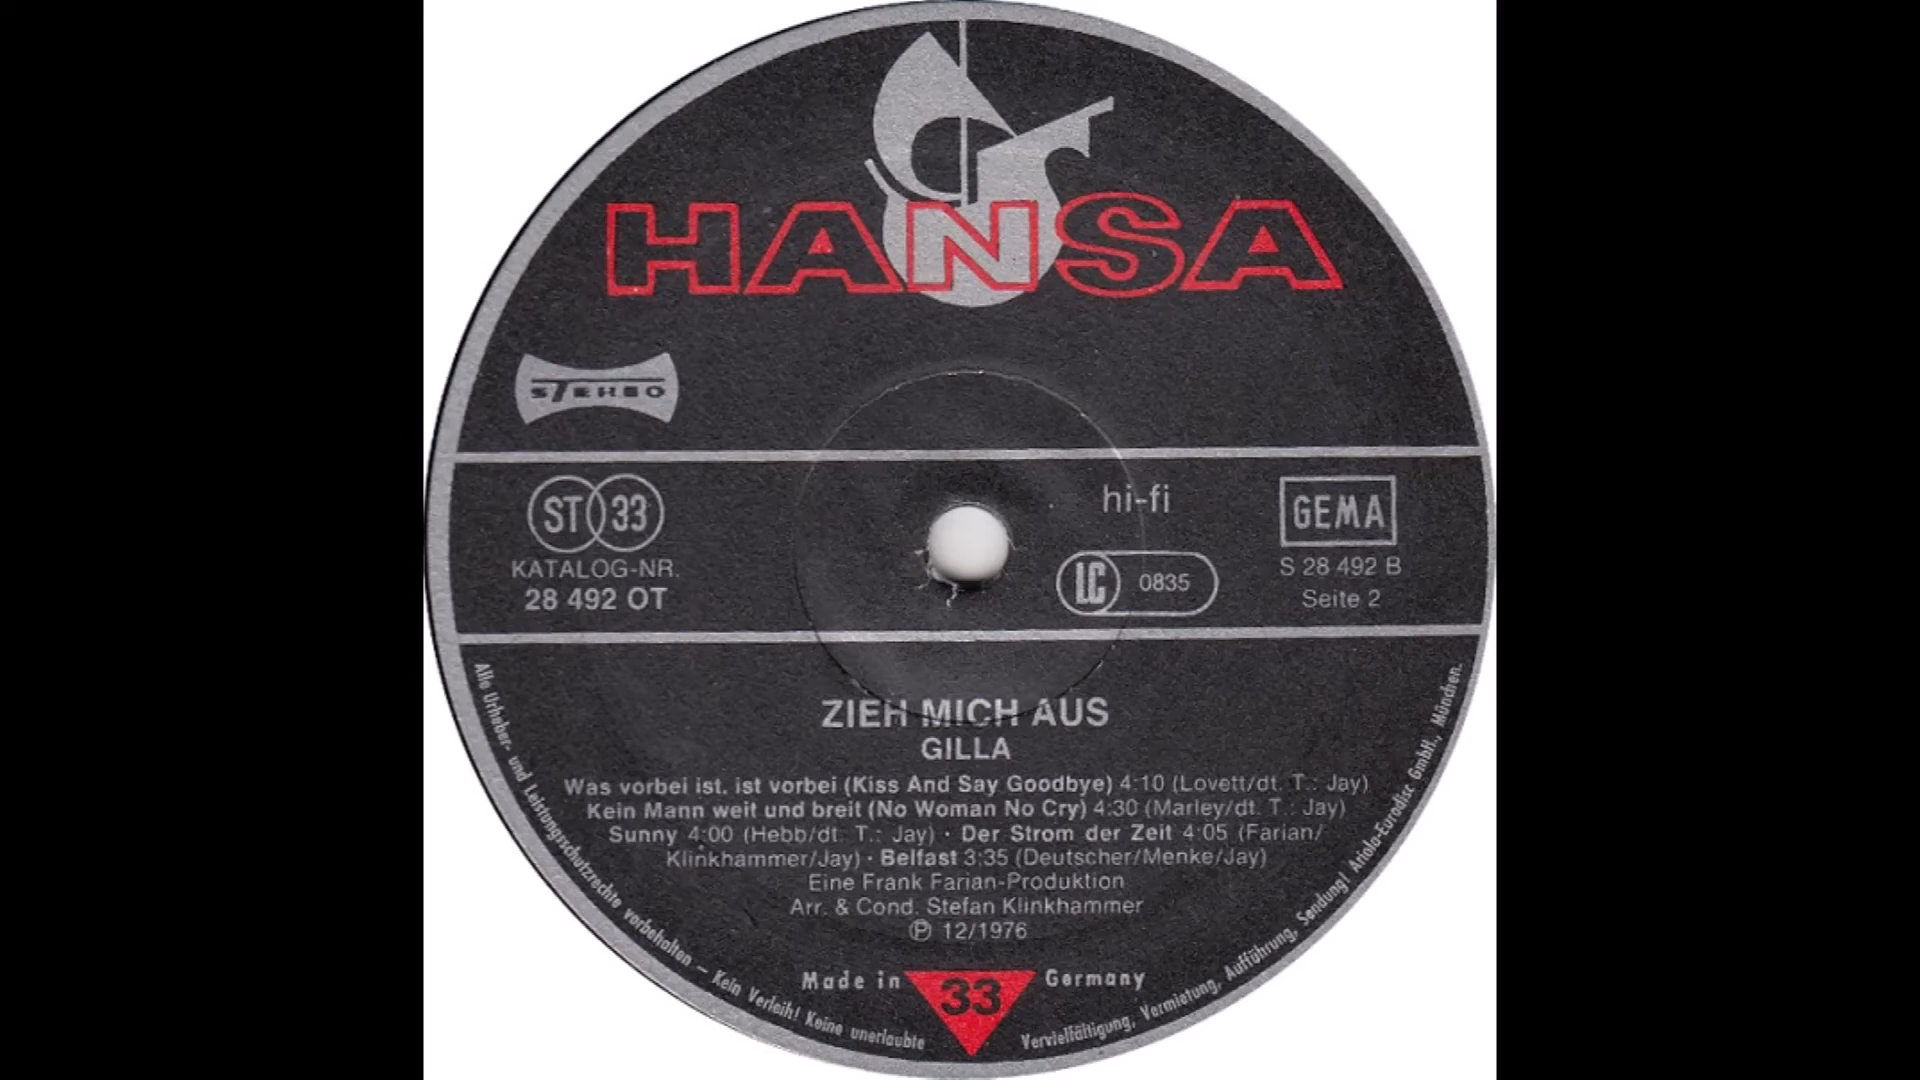 HANSA
STEREO
ST 33
KATALOG-NR.
28 492 OT
hi-fi
LC 0835
GEMA
S 28 492 B
Seite 2
ZIEH MICH AUS
GILLA
Was vorbei ist, ist vorbei (Kiss And Say Goodbye) 4:10 (Lovett/dt. T.: Jay)
Kein Mann weit und breit (No Woman No Cry) 4:30 (Marley/dt. T.: Jay)
Sunny 4:00 (Hebb/dt. T.: Jay) · Der Strom der Zeit 4:05 (Farian/
Klinkhammer/Jay) · Belfast 3:35 (Deutscher/Menke/Jay)
Eine Frank Farian-Produktion
Arr. & Cond. Stefan Klinkhammer
℗ 12/1976
Made in 33 Germany
Alle Urheber- und Leistungsschutzrechte vorbehalten – Kein Verleih! Keine unerlaubte Vervielfältigung, Vermietung, Aufführung, Sendung! Ariola-Eurodisc GmbH., München.